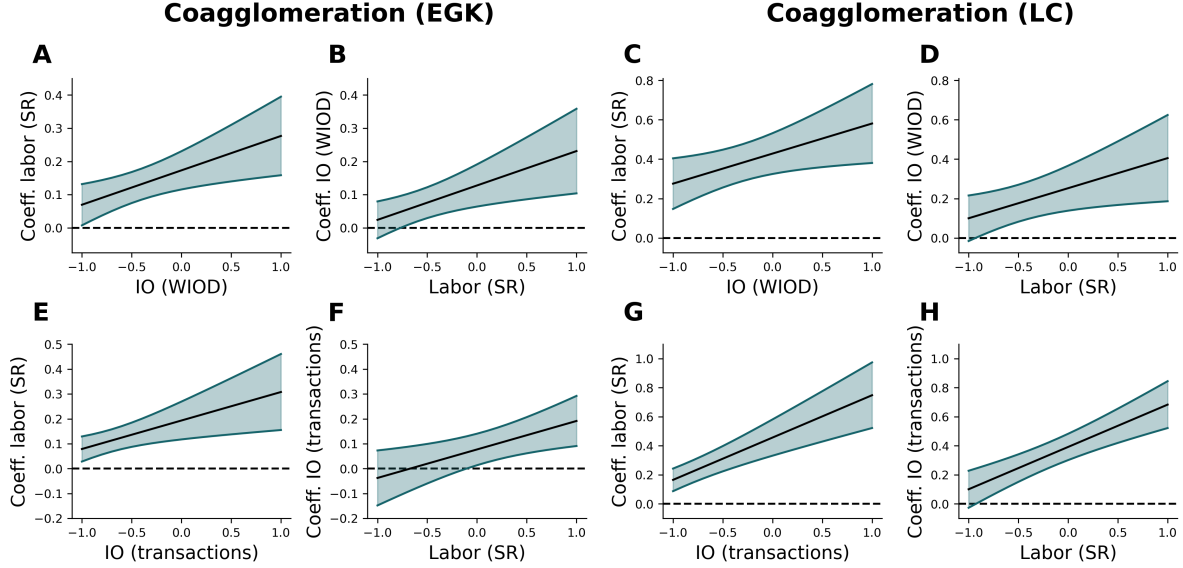 Coagglomeration (EGK)
Coagglomeration (LC)
A
Coeff. labor (SR)
0.4
0.3
0.2
0.1
0.0
−1.0 −0.5 0.0 0.5 1.0
IO (WIOD)
B
Coeff. IO (WIOD)
0.4
0.3
0.2
0.1
0.0
−1.0 −0.5 0.0 0.5 1.0
Labor (SR)
C
Coeff. labor (SR)
0.8
0.6
0.4
0.2
0.0
−1.0 −0.5 0.0 0.5 1.0
IO (WIOD)
D
Coeff. IO (WIOD)
0.8
0.6
0.4
0.2
0.0
−1.0 −0.5 0.0 0.5 1.0
Labor (SR)
E
Coeff. labor (SR)
0.5
0.4
0.3
0.2
0.1
0.0
−0.1
−0.2
−1.0 −0.5 0.0 0.5 1.0
IO (transactions)
F
Coeff. IO (transactions)
0.5
0.4
0.3
0.2
0.1
0.0
−0.1
−0.2
−1.0 −0.5 0.0 0.5 1.0
Labor (SR)
G
Coeff. labor (SR)
1.0
0.8
0.6
0.4
0.2
0.0
−1.0 −0.5 0.0 0.5 1.0
IO (transactions)
H
Coeff. IO (transactions)
1.0
0.8
0.6
0.4
0.2
0.0
−1.0 −0.5 0.0 0.5 1.0
Labor (SR)